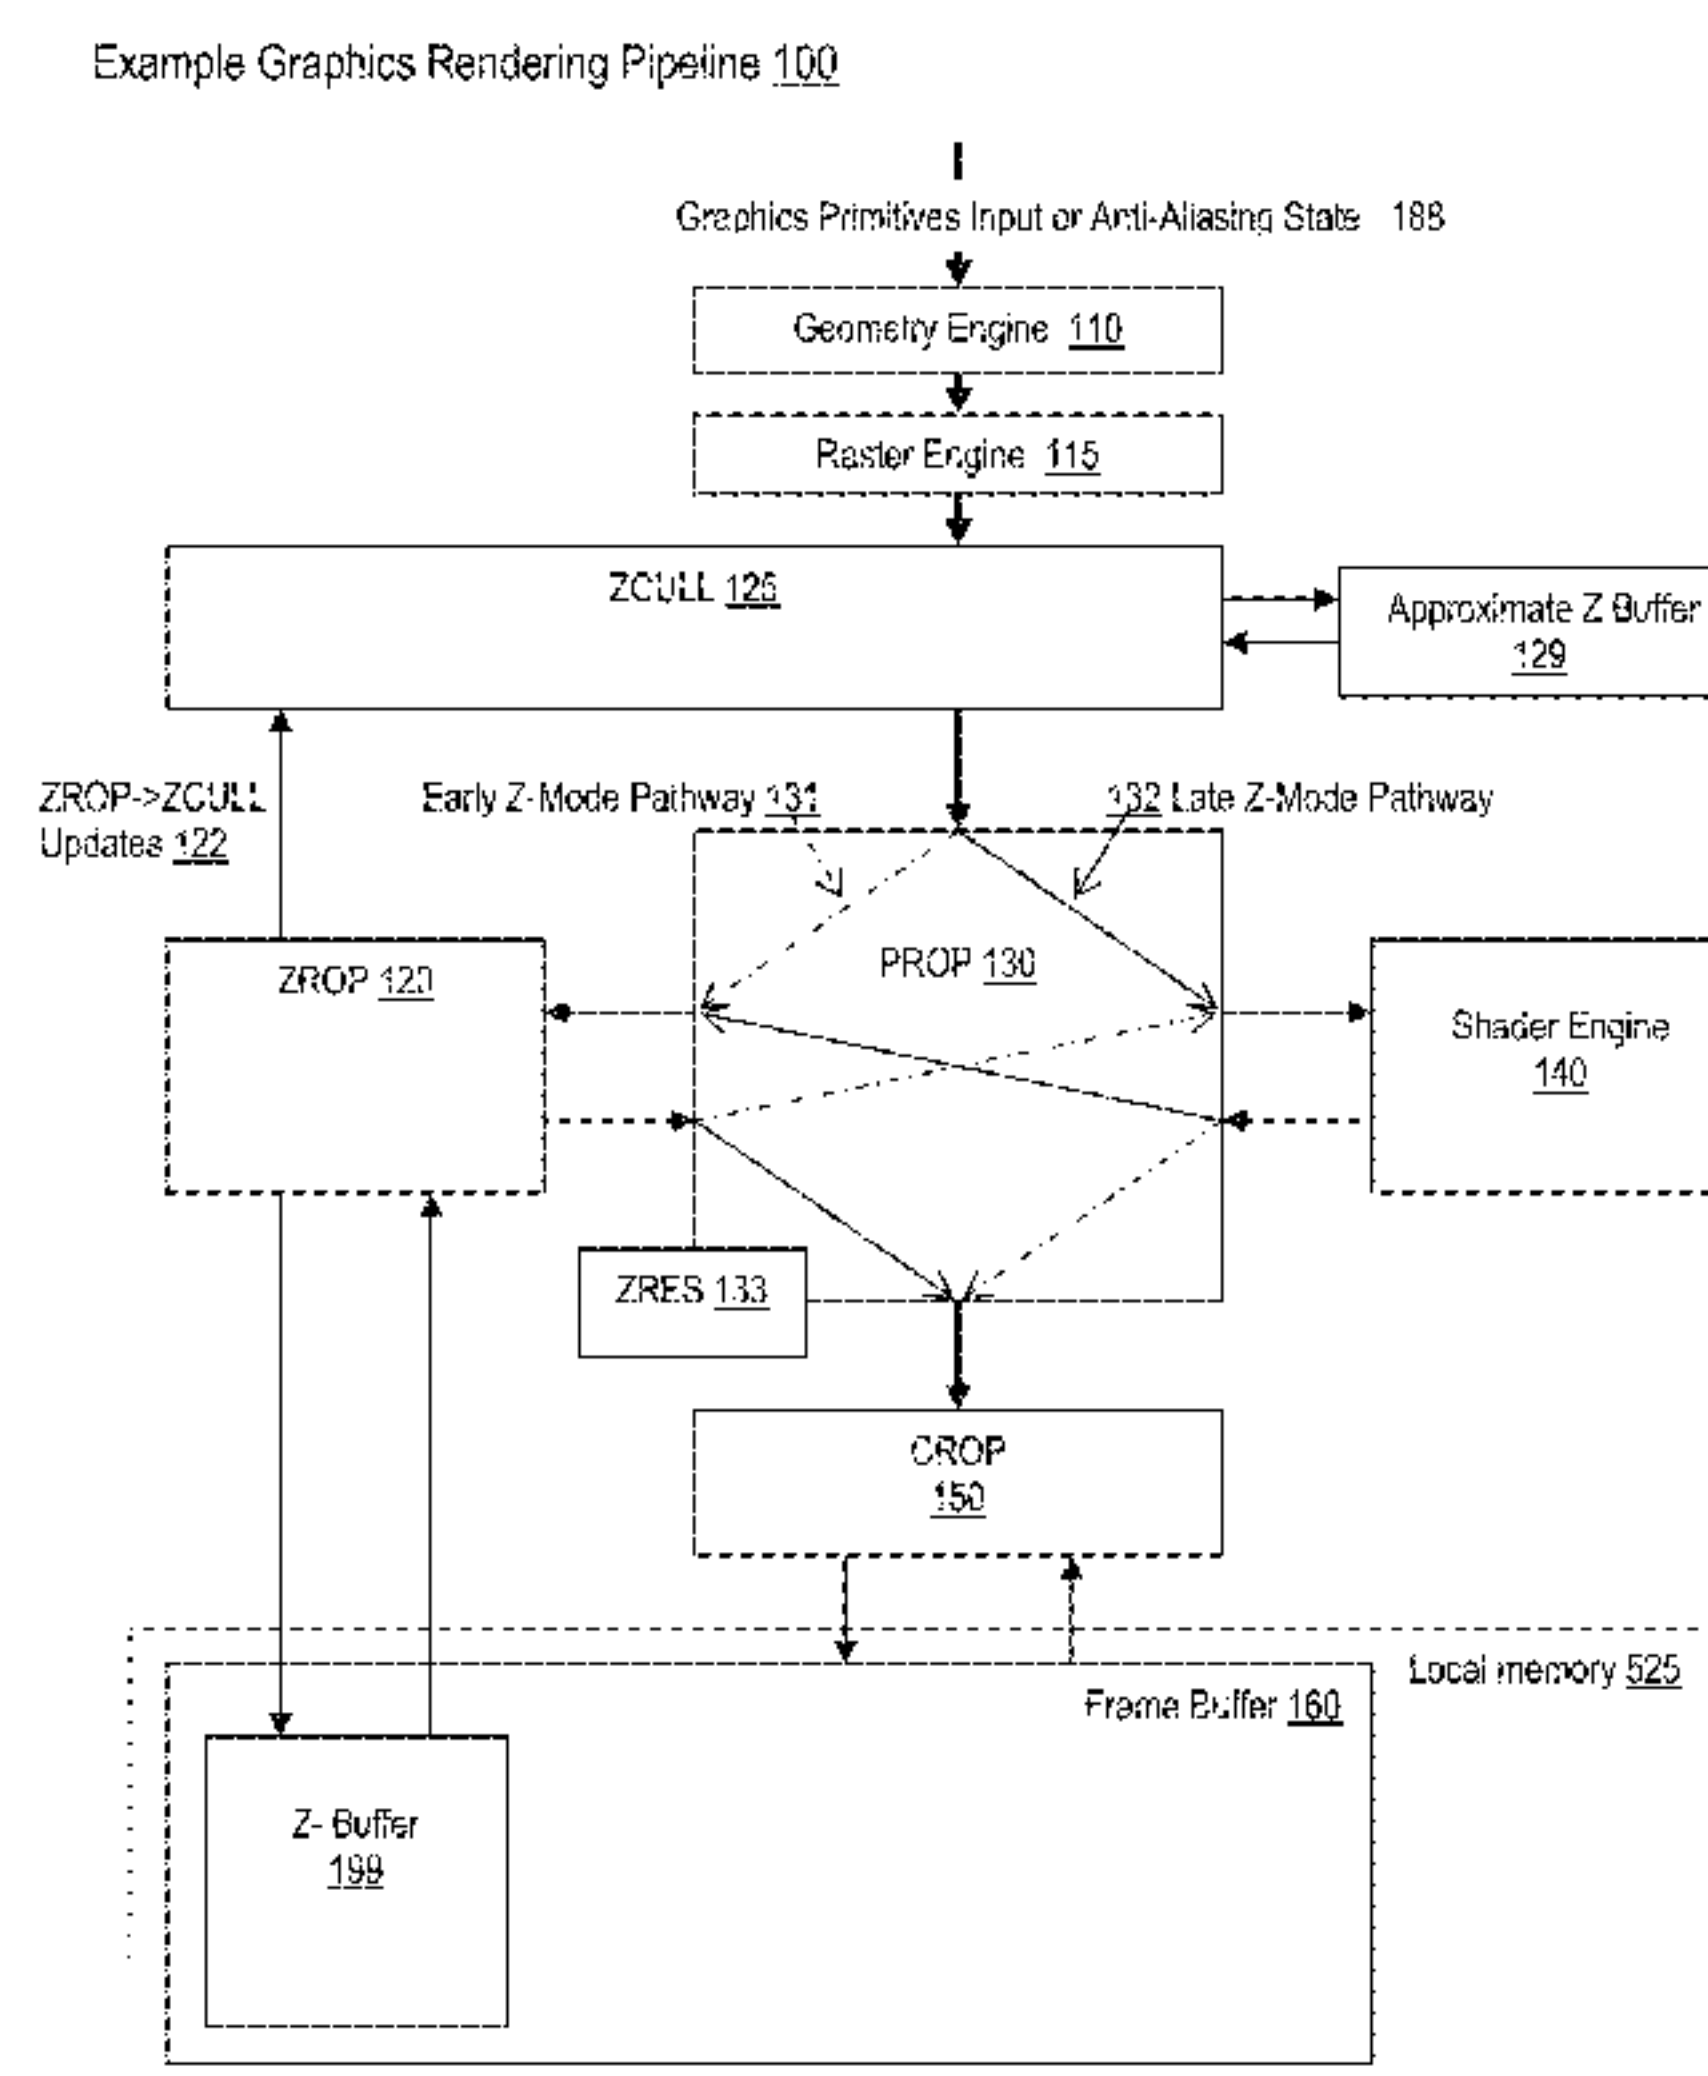 Example Graphics Rendering Pipeline 100
Graphics Primitives Input or Anti-Aliasing State 188
Geometry Engine 110
Raster Engine 115
ZCULL 125
Approximate Z Buffer
129
ZROP->ZCULL
Updates 122
Early Z-Mode Pathway 131
132 Late Z-Mode Pathway
PROP 130
ZROP 120
Shader Engine
140
ZRES 133
CROP
150
Local memory 525
Frame Buffer 160
Z- Buffer
199